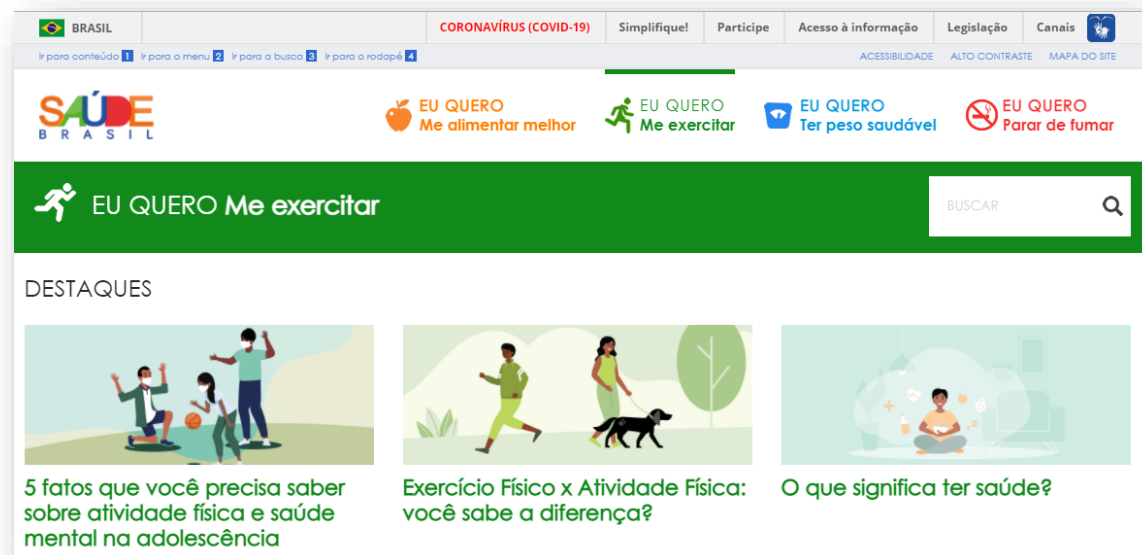 BRASIL CORONAVÍRUS (COVID-19) Simplifique! Participe Acesso à informação Legislação Canais
Ir para conteúdo 1 Ir para o menu 2 Ir para a busca 3 Ir para o rodapé 4 ACESSIBILIDADE ALTO CONTRASTE MAPA DO SITE
SAÚDE
BRASIL
EU QUERO
Me alimentar melhor
EU QUERO
Me exercitar
EU QUERO
Ter peso saudável
EU QUERO
Parar de fumar
EU QUERO Me exercitar BUSCAR
DESTAQUES
5 fatos que você precisa saber
sobre atividade física e saúde
mental na adolescência
Exercício Físico x Atividade Física:
você sabe a diferença?
O que significa ter saúde?